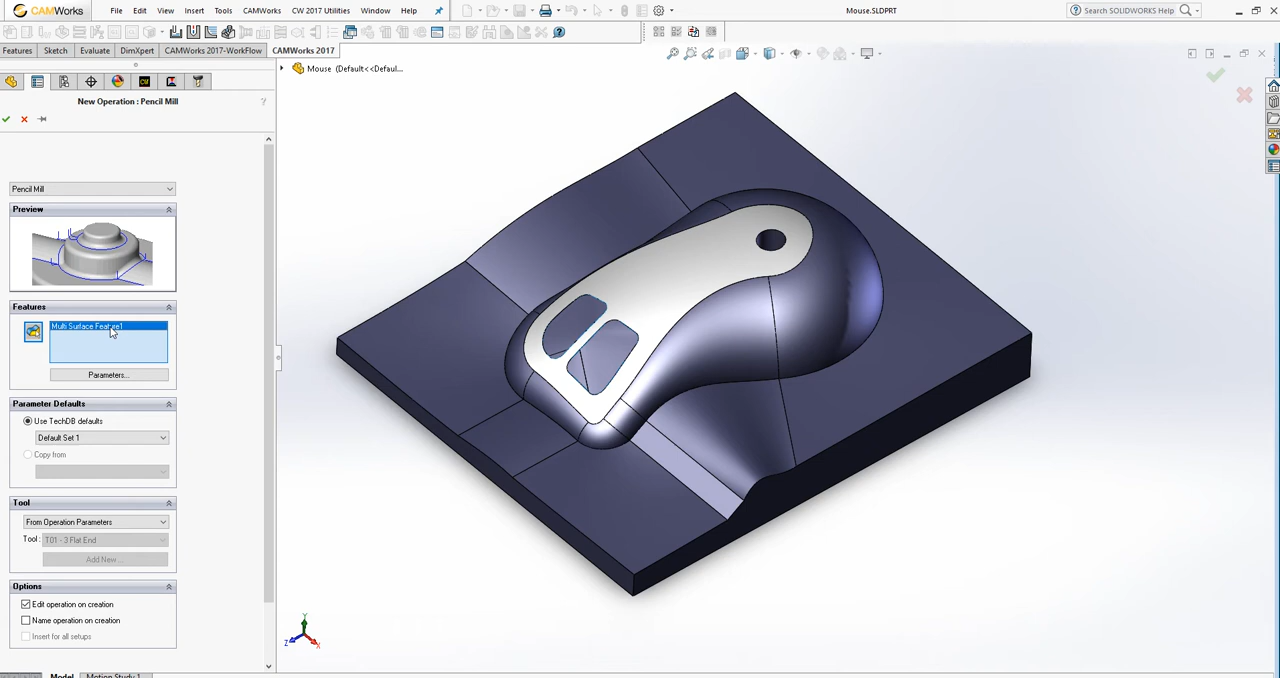 CAMWorks File Edit View Insert Tools CAMWorks CW 2017 Utilities Window Help Mouse.SLDPRT Search SOLIDWORKS Help
Features Sketch Evaluate DimXpert CAMWorks 2017-WorkFlow CAMWorks 2017
Mouse (Default<<Defaul...
New Operation : Pencil Mill ?
Pencil Mill
Preview
Features
Multi Surface Feature1
Parameters...
Parameter Defaults
Use TechDB defaults
Default Set 1
Copy from
Tool
From Operation Parameters
Tool : T01 - 3 Flat End
Add New...
Options
Edit operation on creation
Name operation on creation
Insert for all setups
Y
Z X
Model Motion Study 1